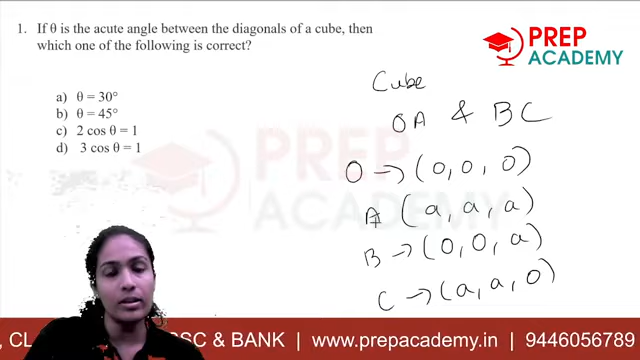 1. If θ is the acute angle between the diagonals of a cube, then
which one of the following is correct?
a) θ = 30°
b) θ = 45°
c) 2 cos θ = 1
d) 3 cos θ = 1
PREP
ACADEMY
Cube
OA & BC
O → (0, 0, 0)
A (a, a, a)
B → (0, 0, a)
C → (a, a, 0)
PREP
ACADEMY
SSC & BANK | www.prepacademy.in | 9446056789